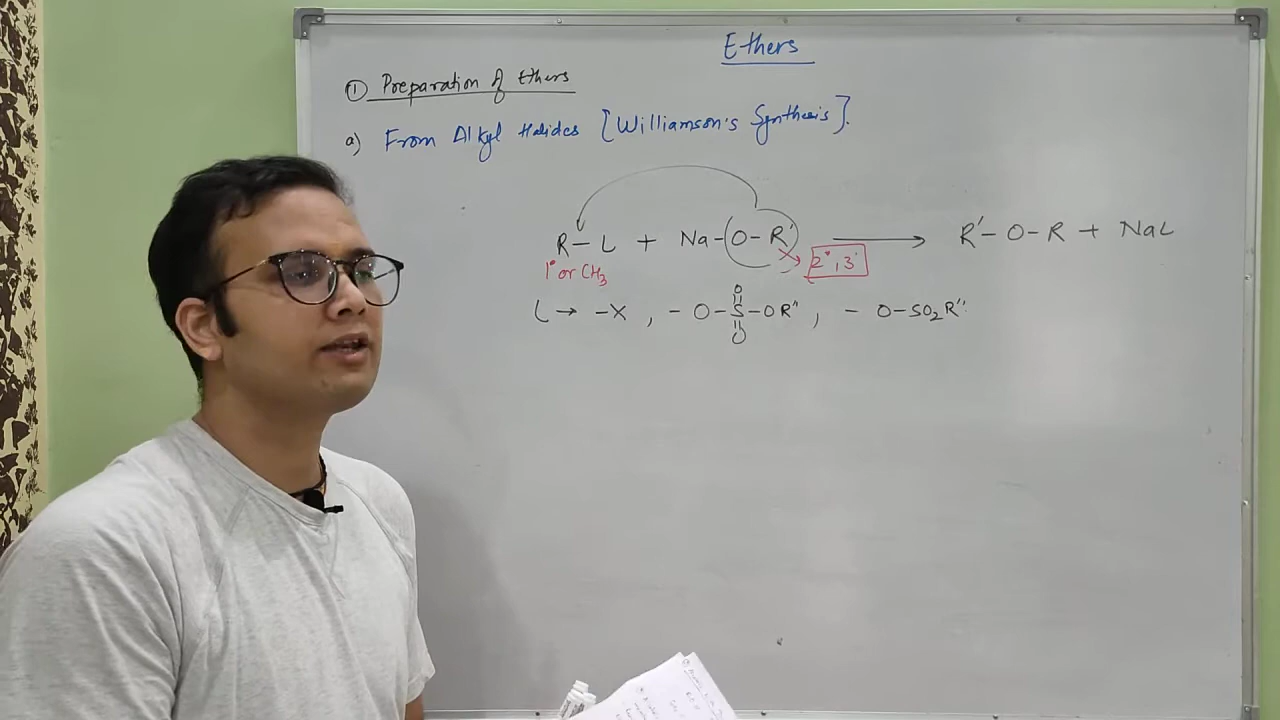 Ethers
① Preparation of Ethers
a) From Alkyl Halides [Williamson's Synthesis].
R-L + Na-O-R' → R'-O-R + NaL
1° or CH₃ 2°, 3°
L → -X, -O-S-OR'', -O-SO₂R''
O
O